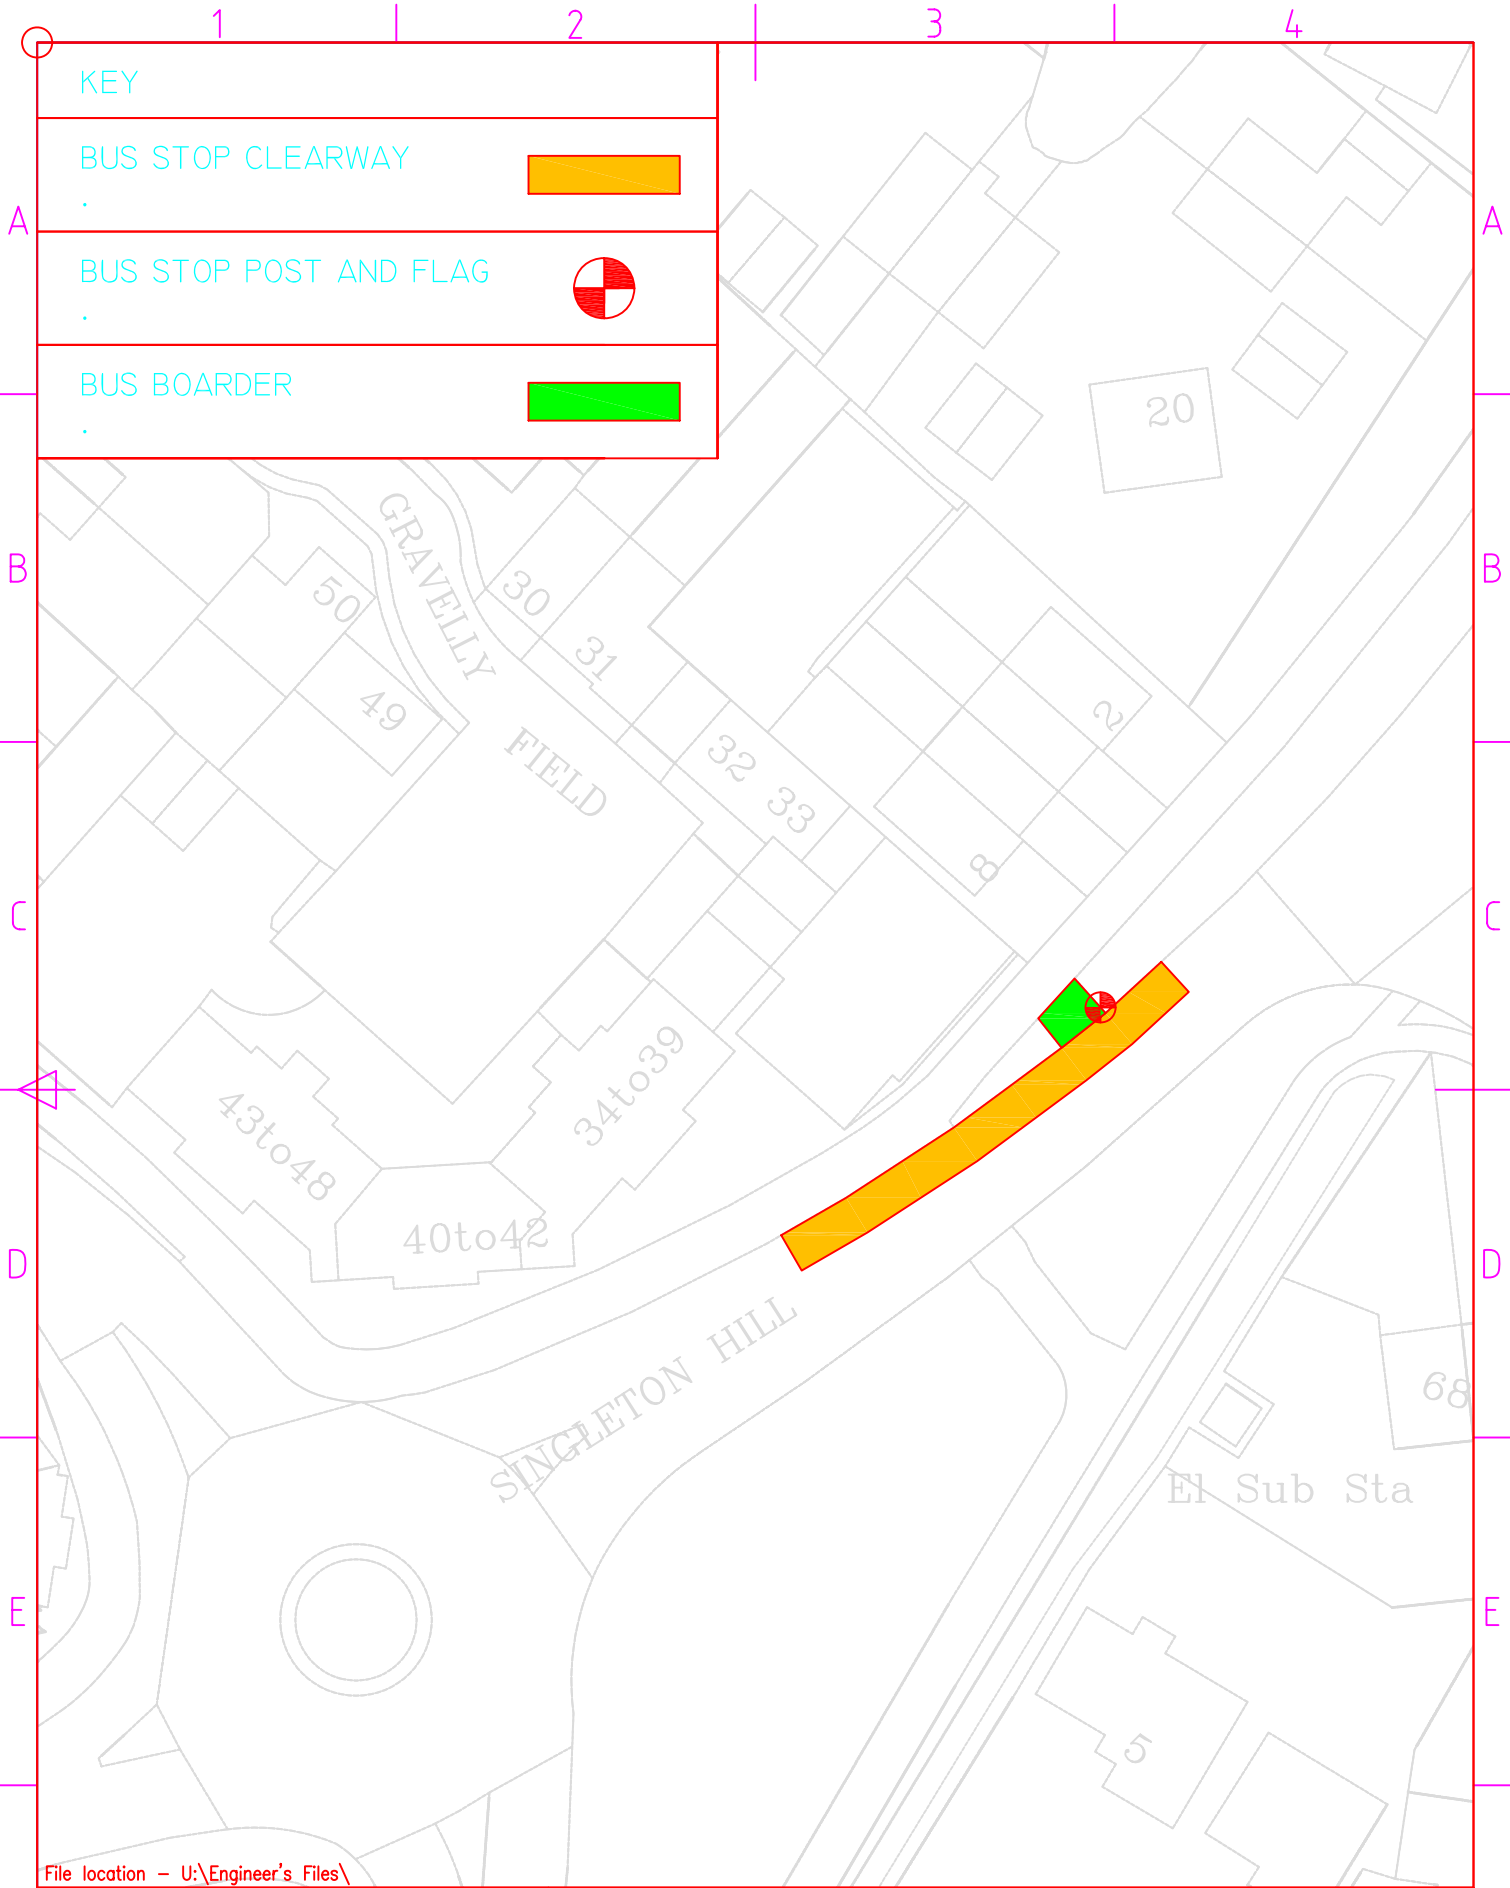 1 2 3 4
KEY
BUS STOP CLEARWAY
.
A A
BUS STOP POST AND FLAG
.
BUS BOARDER
.
20
GRAVELLY
FIELD
B B
50
30
31
49
2
32
33
8
C C
34to39
43to48
40to42
D D
SINGLETON HILL
68
El Sub Sta
E E
5
File location - U:\Engineer's Files\